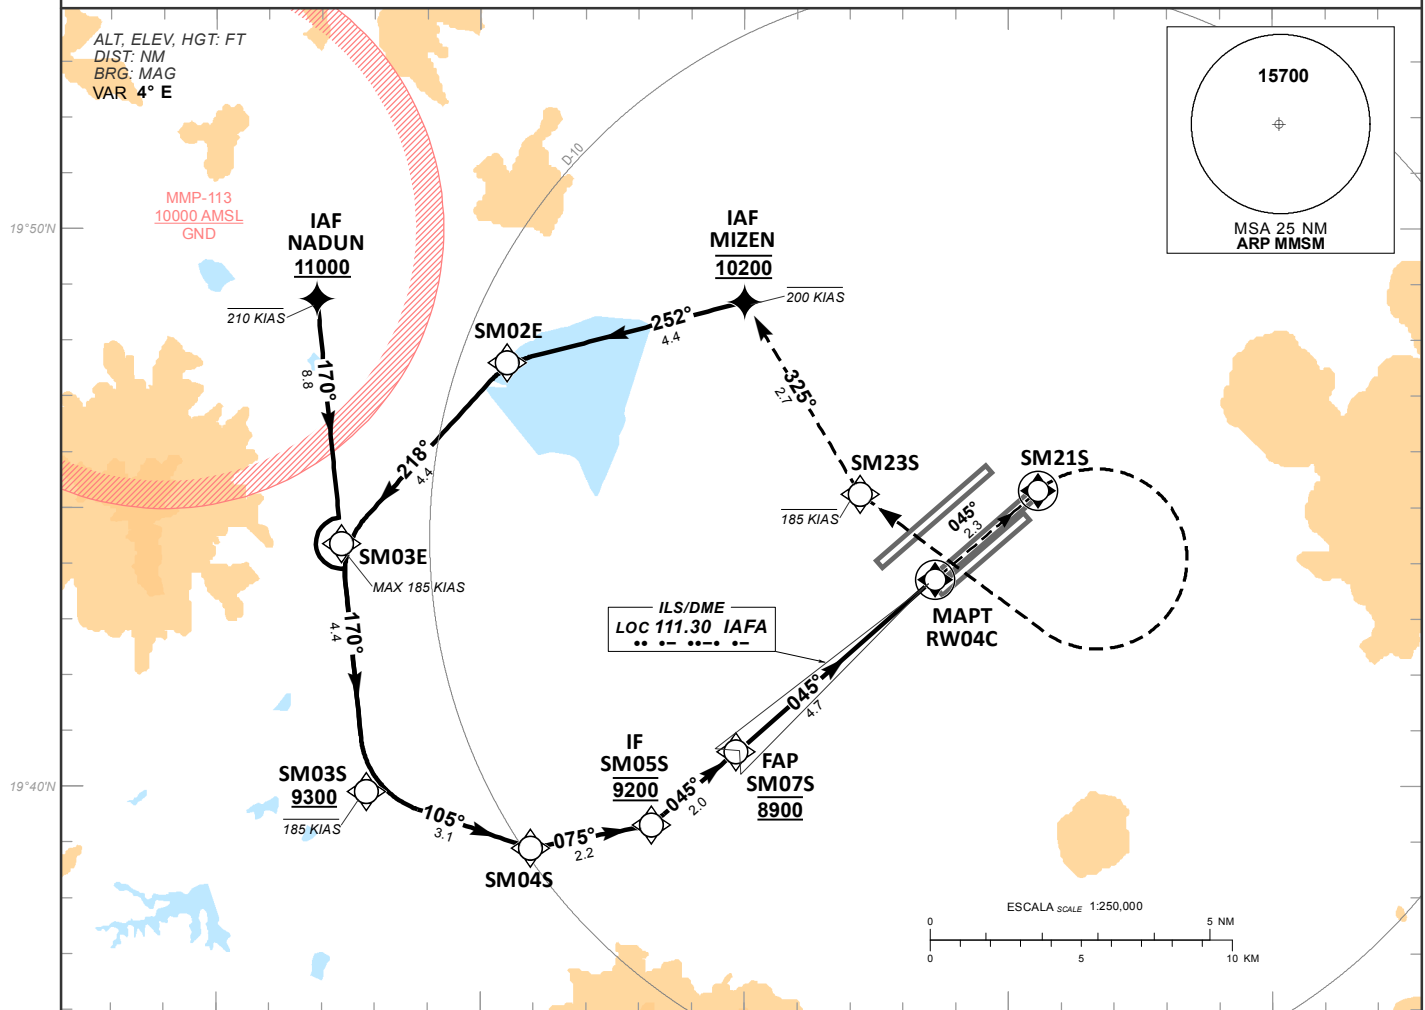 ALT, ELEV, HGT: FT
DIST: NM
BRG: MAG
VAR 4° E
15700
MSA 25 NM
ARP MMSM
D-10
MMP-113
10000 AMSL
GND
19°50'N
IAF
NADUN
11000
210 KIAS
IAF
MIZEN
10200
200 KIAS
252°
4.4
SM02E
170°
8.8
218°
4.4
325°
2.7
SM23S
185 KIAS
SM21S
045°
2.3
SM03E
MAX 185 KIAS
MAPT
RW04C
ILS/DME
LOC 111.30 IAFA
•• •– ••–• •–
170°
4.4
045°
4.7
IF
SM05S
9200
FAP
SM07S
8900
19°40'N
SM03S
9300
185 KIAS
105°
3.1
075°
2.2
045°
2.0
SM04S
ESCALA SCALE 1:250,000
0 5 NM
0 5 10 KM